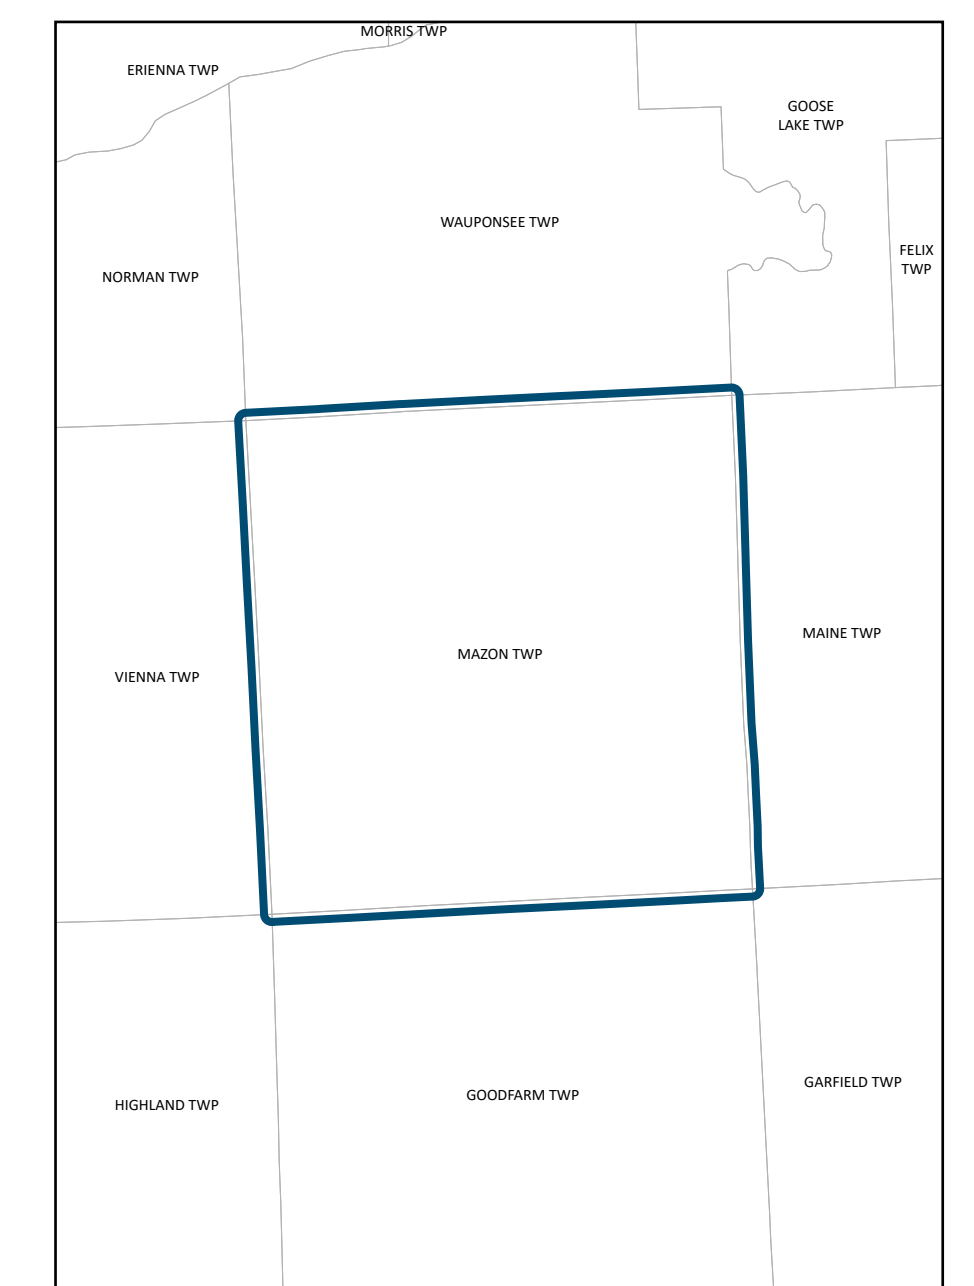 MORRIS TWP
ERIENNA TWP
GOOSE
LAKE TWP
WAUPONSEE TWP
FELIX
TWP
NORMAN TWP
MAINE TWP
MAZON TWP
VIENNA TWP
GARFIELD TWP
GOODFARM TWP
HIGHLAND TWP